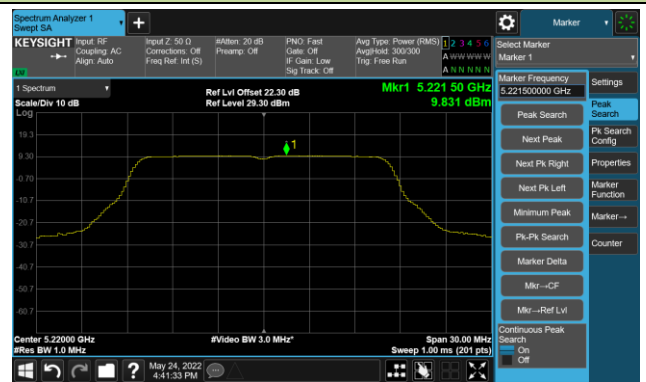 Spectrum Analyzer 1
Swept SA
Marker
KEYSIGHT
Input: RF
Coupling: AC
Align: Auto
Input Z: 50 Ω
Corrections: Off
Freq Ref: Int (S)
#Atten: 20 dB
Preamp: Off
PNO: Fast
Gate: Off
IF Gain: Low
Sig Track: Off
Avg Type: Power (RMS)
Avg|Hold: 300/300
Trig: Free Run
1 2 3 4 5 6
A W W W W W
A N N N N N
LV
Select Marker
Marker 1
1 Spectrum
Scale/Div 10 dB
Log
Ref Lvl Offset 22.30 dB
Ref Level 29.30 dBm
Mkr1 5.221 50 GHz
9.831 dBm
Marker Frequency
5.221500000 GHz
Settings
Peak Search
Peak
Search
Next Peak
Pk Search
Config
Next Pk Right
Properties
Next Pk Left
Marker
Function
Minimum Peak
Marker→
Pk-Pk Search
Counter
Marker Delta
Mkr→CF
Mkr→Ref Lvl
Continuous Peak
Search
On
Off
1
19.3
9.30
-0.70
-10.7
-20.7
-30.7
-40.7
-50.7
-60.7
Center 5.22000 GHz
#Res BW 1.0 MHz
#Video BW 3.0 MHz*
Span 30.00 MHz
Sweep 1.00 ms (201 pts)
?
May 24, 2022
4:41:33 PM